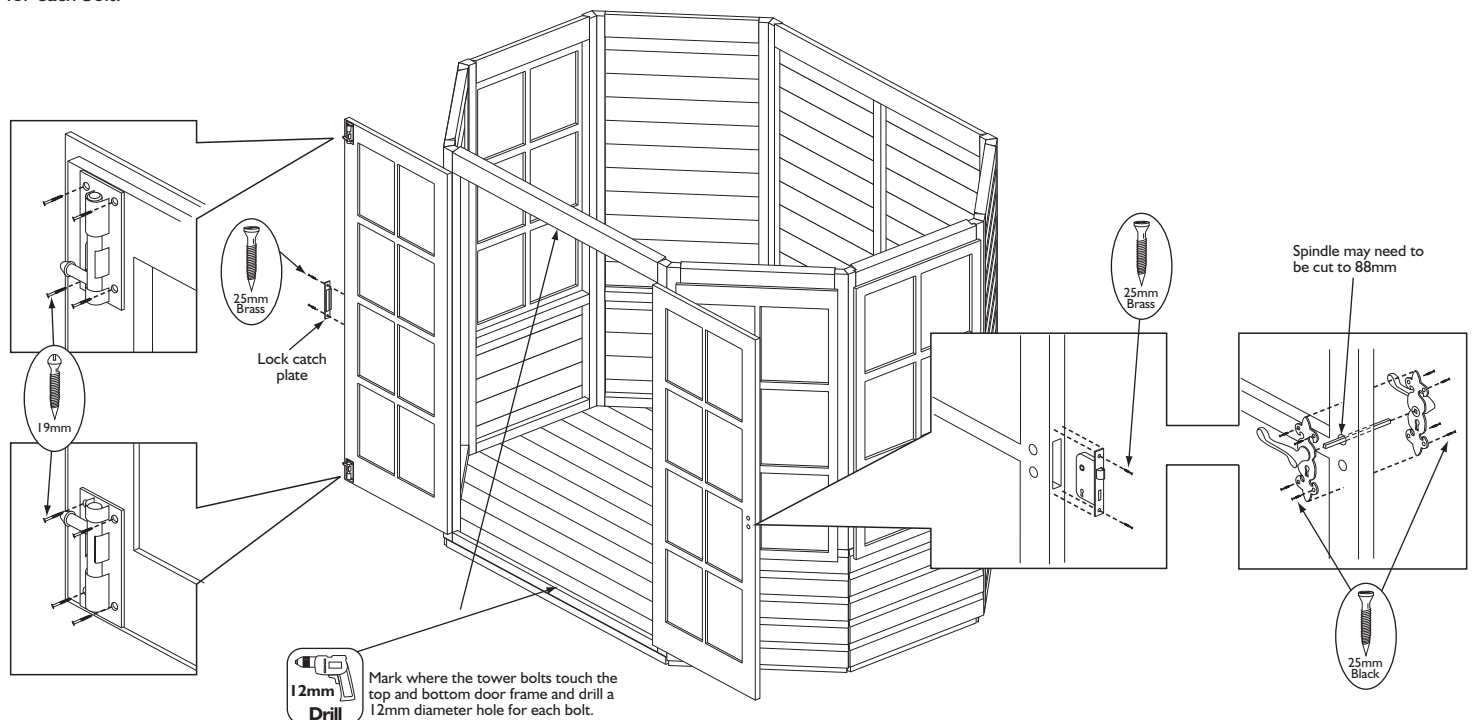 for each bolt.
25mm
Brass
Lock catch
plate
19mm
25mm
Brass
Spindle may need to
be cut to 88mm
25mm
Black
12mm
Drill
Mark where the tower bolts touch the
top and bottom door frame and drill a
12mm diameter hole for each bolt.